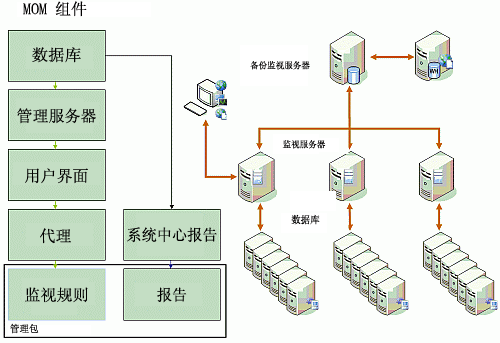 MOM 组件
数据库
管理服务器
用户界面
代理
系统中心报告
监视规则
报告
管理包
备份监视服务器
WH
监视服务器
数据库